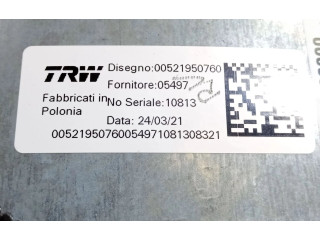 TRW
Disegno:00521950760
Fornitore:05497
Fabbricati in
Polonia
No Seriale:10813
Data: 24/03/21
00521950760054971081308321